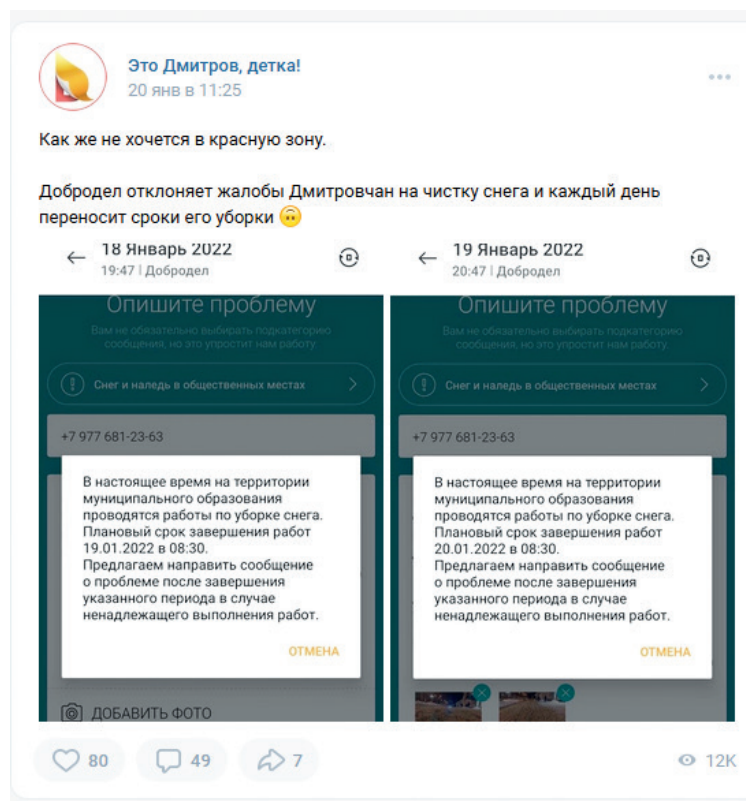 Это Дмитров, детка!
20 янв в 11:25
Как же не хочется в красную зону.
Добродел отклоняет жалобы Дмитровчан на чистку снега и каждый день
переносит сроки его уборки 🙃
18 Январь 2022
19:47 | Добродел
Опишите проблему
Вам не обязательно выбирать подкатегорию
сообщения, но это упростит нам работу.
Снег и наледь в общественных местах
+7 977 681-23-63
В настоящее время на территории
муниципального образования
проводятся работы по уборке снега.
Плановый срок завершения работ
19.01.2022 в 08:30.
Предлагаем направить сообщение
о проблеме после завершения
указанного периода в случае
ненадлежащего выполнения работ.
ОТМЕНА
ДОБАВИТЬ ФОТО
19 Январь 2022
20:47 | Добродел
Опишите проблему
Вам не обязательно выбирать подкатегорию
сообщения, но это упростит нам работу.
Снег и наледь в общественных местах
+7 977 681-23-63
В настоящее время на территории
муниципального образования
проводятся работы по уборке снега.
Плановый срок завершения работ
20.01.2022 в 08:30.
Предлагаем направить сообщение
о проблеме после завершения
указанного периода в случае
ненадлежащего выполнения работ.
ОТМЕНА
80
49
7
12K